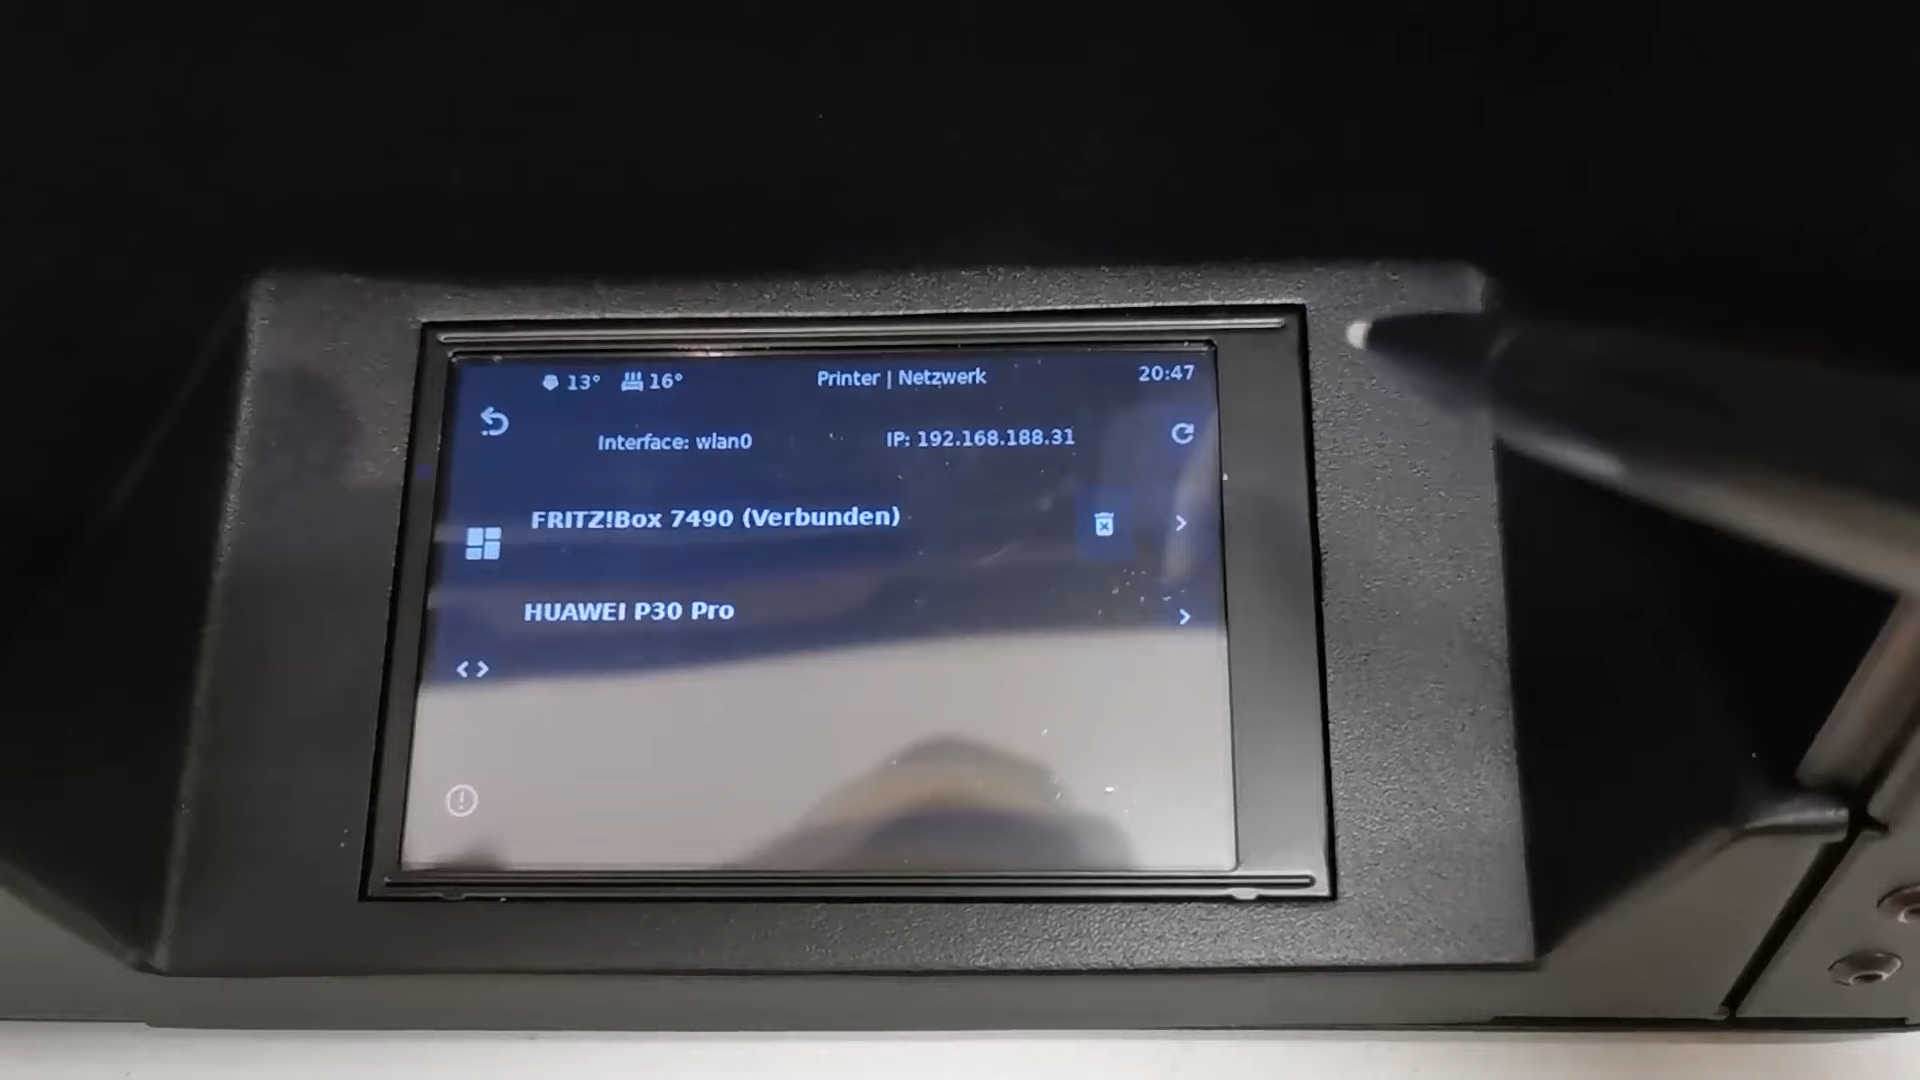 13° 16° Printer | Netzwerk 20:47
Interface: wlan0 IP: 192.168.188.31
FRITZ!Box 7490 (Verbunden)
HUAWEI P30 Pro